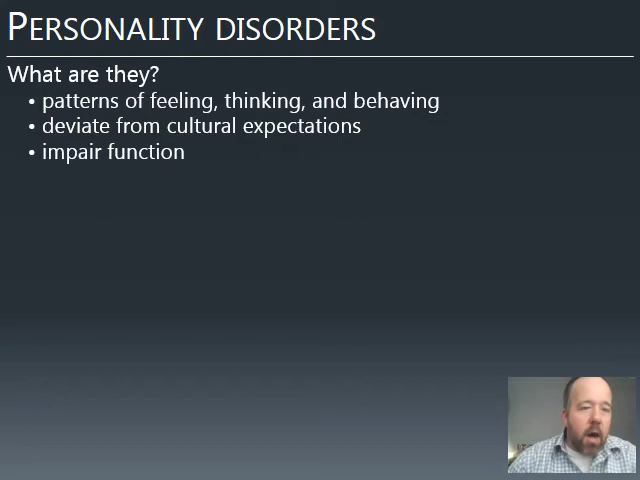 PERSONALITY DISORDERS
What are they?
• patterns of feeling, thinking, and behaving
• deviate from cultural expectations
• impair function